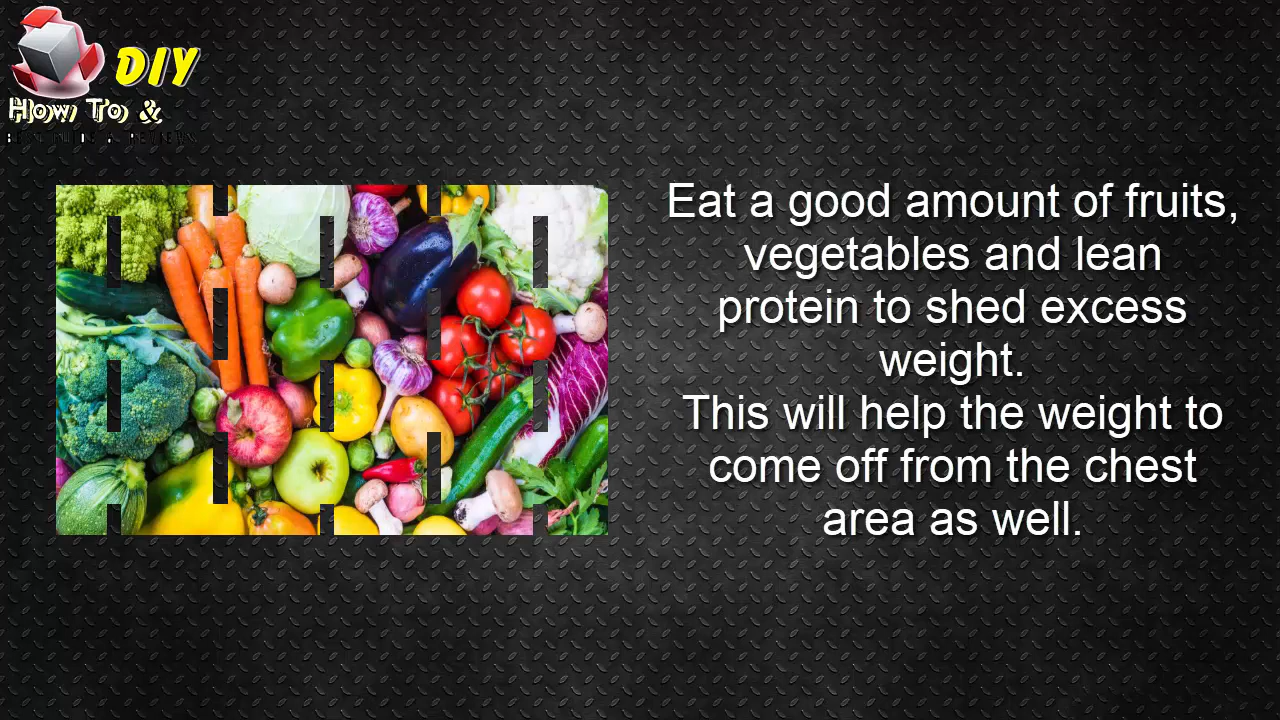 DIY
How To &
Eat a good amount of fruits,
vegetables and lean
protein to shed excess
weight.
This will help the weight to
come off from the chest
area as well.